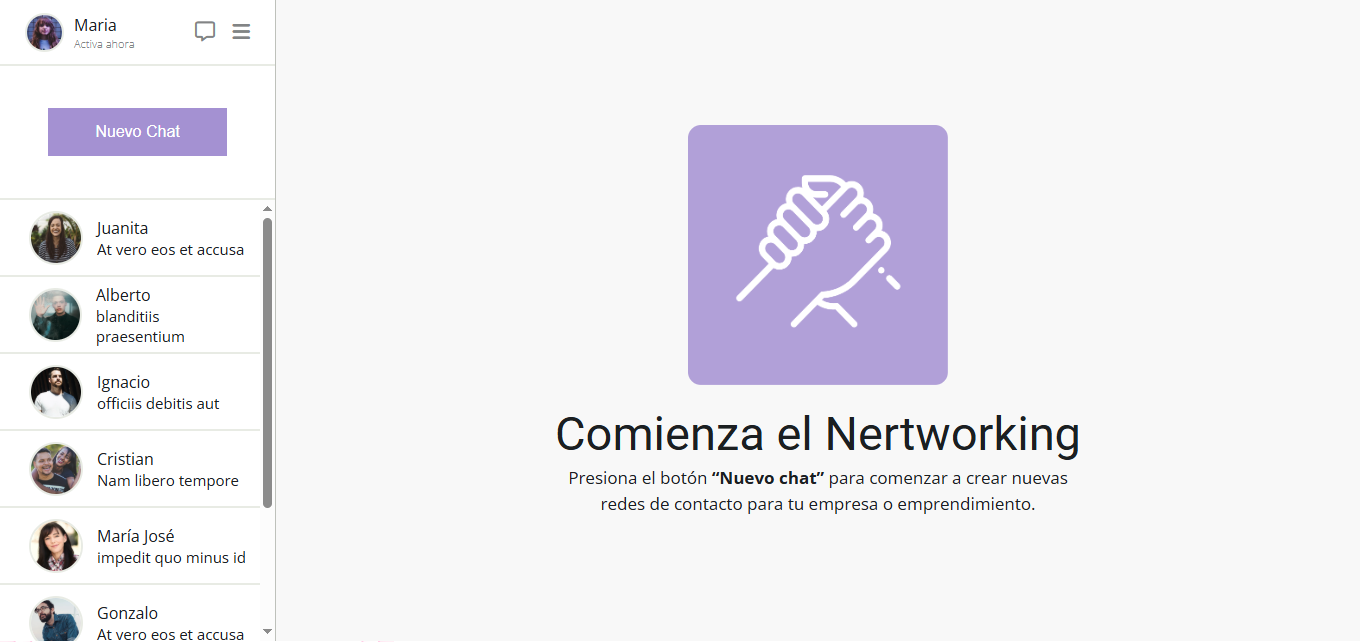 Maria
Activa ahora
Nuevo Chat
Juanita
At vero eos et accusa
Alberto
blanditiis
praesentium
Ignacio
officiis debitis aut
Cristian
Nam libero tempore
María José
impedit quo minus id
Gonzalo
At vero eos et accusa
Comienza el Nertworking
Presiona el botón “Nuevo chat” para comenzar a crear nuevas
redes de contacto para tu empresa o emprendimiento.